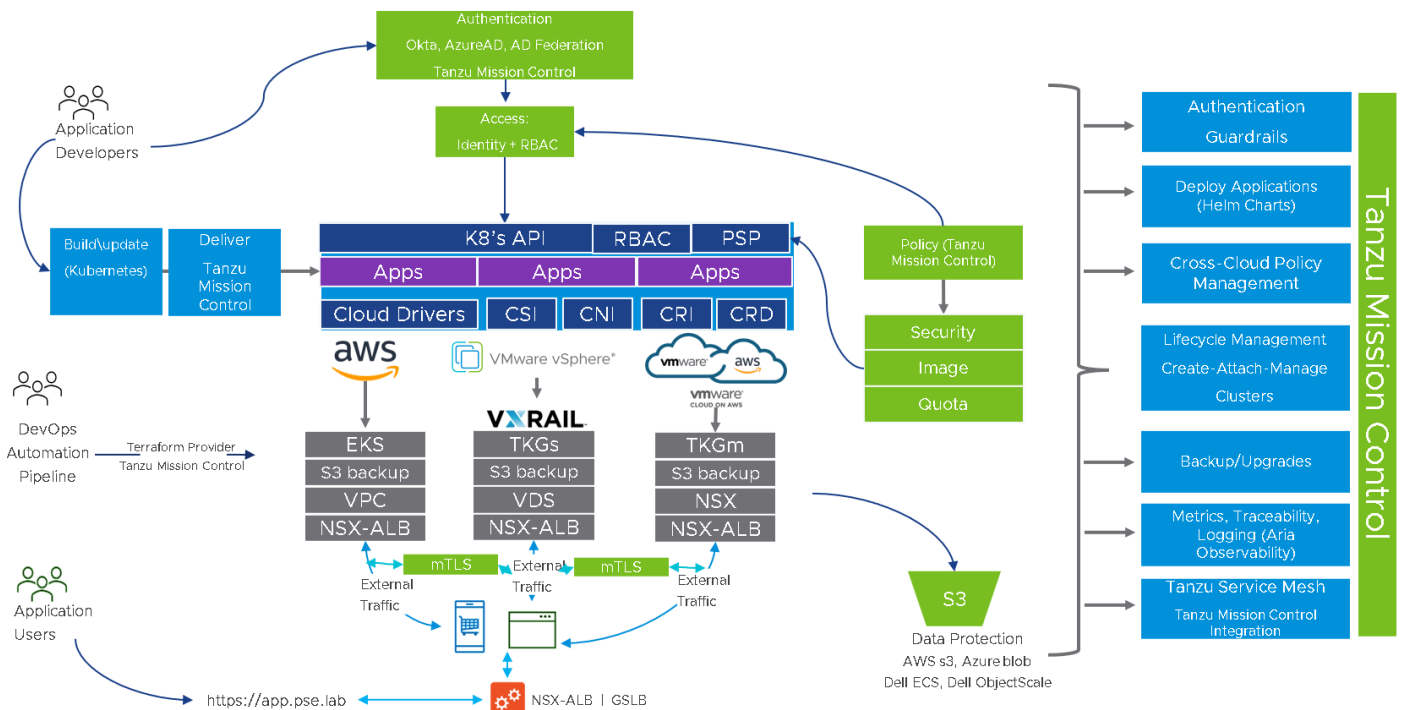 Authentication
Okta, AzureAD, AD Federation
Tanzu Mission Control
Application
Developers
Access:
Identity + RBAC
Build\update
(Kubernetes)
Deliver
Tanzu
Mission
Control
K8's API
RBAC
PSP
Apps
Apps
Apps
Cloud Drivers
CSI
CNI
CRI
CRD
Policy (Tanzu
Mission Control)
Security
Image
Quota
aws
VMware vSphere®
vmware®
aws
vmware®
CLOUD ON AWS
VXRAIL™
DevOps
Automation
Pipeline
Terraform Provider
Tanzu Mission Control
EKS
S3 backup
VPC
NSX-ALB
TKGs
S3 backup
VDS
NSX-ALB
TKGm
S3 backup
NSX
NSX-ALB
mTLS
mTLS
External
Traffic
External
Traffic
External
Traffic
Application
Users
https://app.pse.lab
NSX-ALB | GSLB
S3
Data Protection
AWS s3, Azure blob
Dell ECS, Dell ObjectScale
Authentication
Guardrails
Deploy Applications
(Helm Charts)
Cross-Cloud Policy
Management
Lifecycle Management
Create-Attach-Manage
Clusters
Backup/Upgrades
Metrics, Traceability,
Logging (Aria
Observability)
Tanzu Service Mesh
Tanzu Mission Control
Integration
Tanzu Mission Control